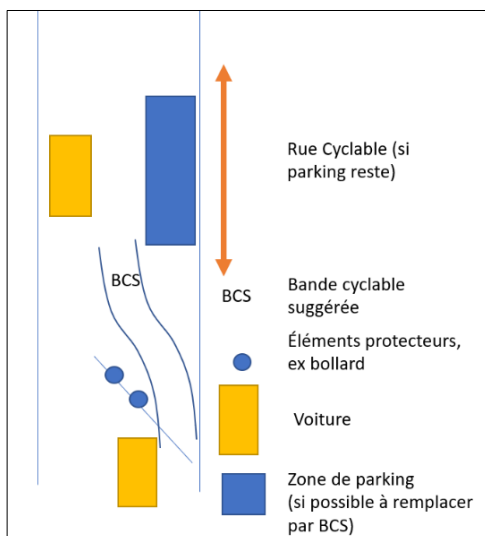 Rue Cyclable (si
parking reste)
BCS
BCS
Bande cyclable
suggérée
Éléments protecteurs,
ex bollard
Voiture
Zone de parking
(si possible à remplacer
par BCS)